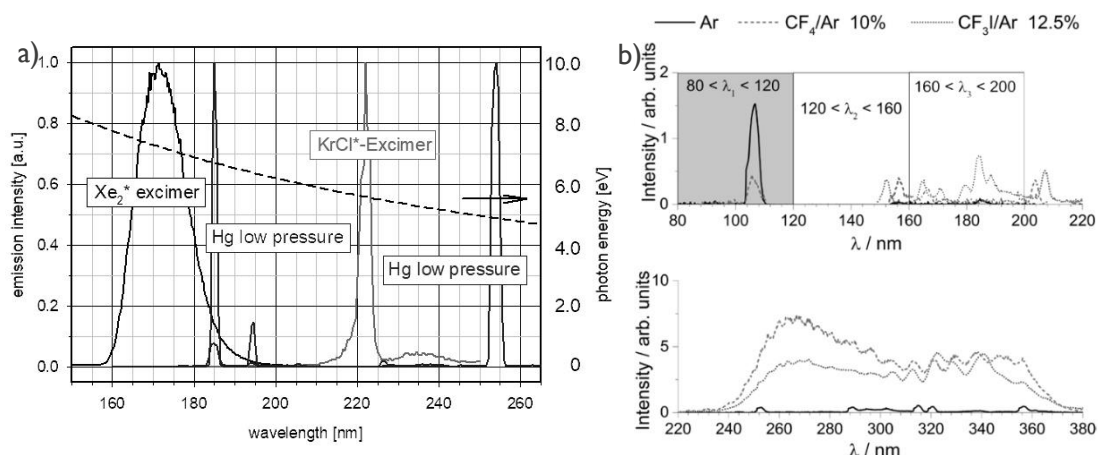 a)
1.0
0.8
0.6
0.4
0.2
0.0
emission intensity [a.u.]
160 180 200 220 240 260
wavelength [nm]
10.0
8.0
6.0
4.0
2.0
0
photon energy [eV]
KrCl*-Excimer
Xe2* excimer
Hg low pressure
Hg low pressure
b)
Ar CF4/Ar 10% CF3I/Ar 12.5%
Intensity / arb. units
2
1
0
80 < λ1 < 120
120 < λ2 < 160
160 < λ3 < 200
80 100 120 140 160 180 200 220
λ / nm
Intensity / arb. units
10
5
0
220 240 260 280 300 320 340 360 380
λ / nm